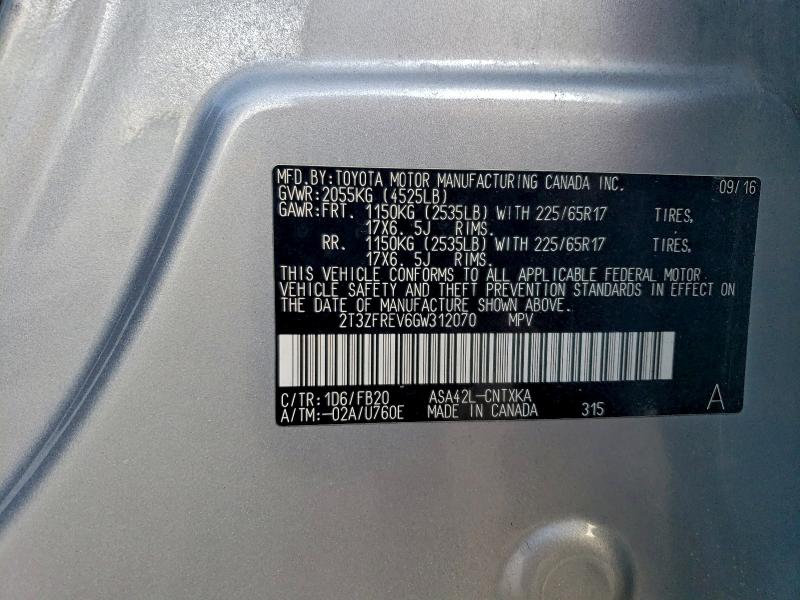 MFD.BY:TOYOTA MOTOR MANUFACTURING CANADA INC. 09/16
GVWR:2055KG (4525LB)
GAWR:FRT. 1150KG (2535LB) WITH 225/65R17 TIRES,
17X6. 5J RIMS.
RR. 1150KG (2535LB) WITH 225/65R17 TIRES,
17X6. 5J RIMS.
THIS VEHICLE CONFORMS TO ALL APPLICABLE FEDERAL MOTOR
VEHICLE SAFETY AND THEFT PREVENTION STANDARDS IN EFFECT ON
THE DATE OF MANUFACTURE SHOWN ABOVE.
2T3ZFREV6GW312070 MPV
C/TR:1D6/FB20 ASA42L-CNTXKA
A/TM:-02A/U760E MADE IN CANADA 315 A